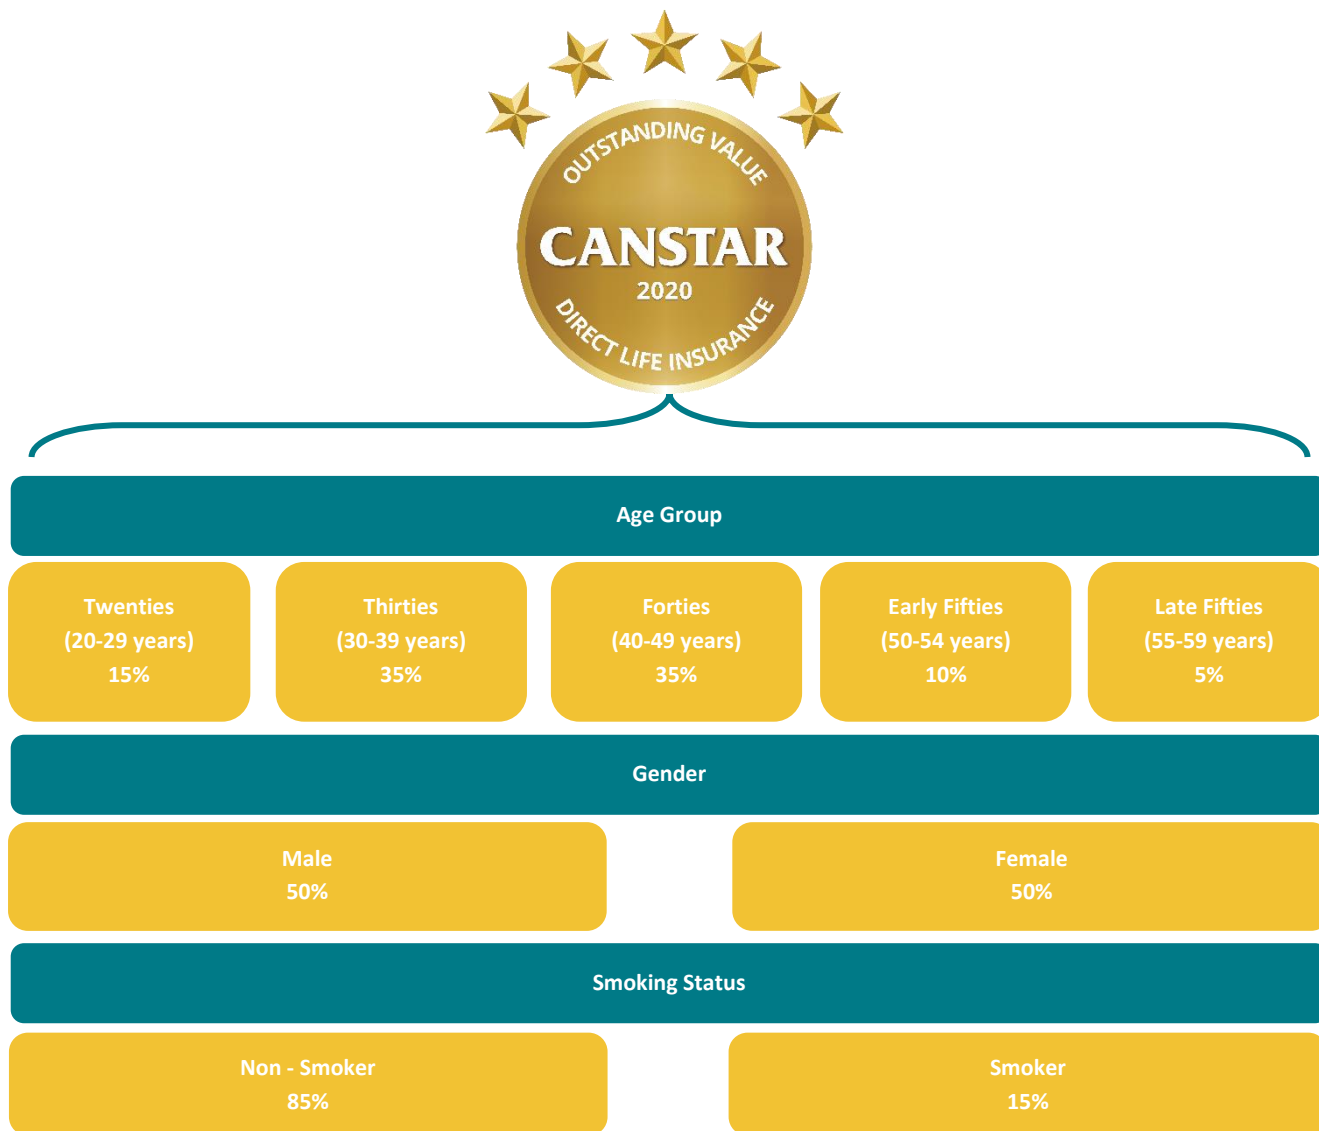 OUTSTANDING VALUE
CANSTAR
2020
DIRECT LIFE INSURANCE
Age Group
Twenties
(20-29 years)
15%
Thirties
(30-39 years)
35%
Forties
(40-49 years)
35%
Early Fifties
(50-54 years)
10%
Late Fifties
(55-59 years)
5%
Gender
Male
50%
Female
50%
Smoking Status
Non - Smoker
85%
Smoker
15%